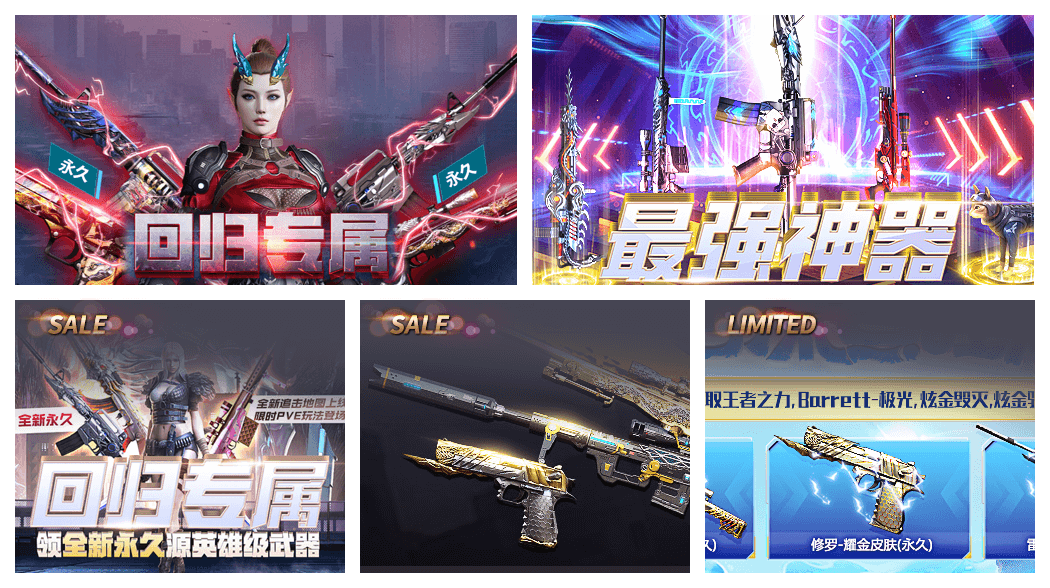 永久
永久
回归专属
最强神器
SALE
全新追击地图上线
限时PVE玩法登场
全新永久
回归专属
领全新永久源英雄级武器
SALE
LIMITED
取王者之力,Barrett-极光,炫金毁灭,炫金
修罗-耀金皮肤(永久)